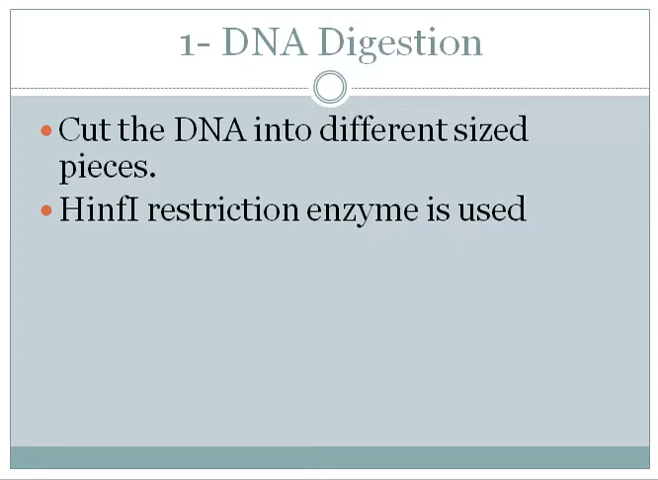 1- DNA Digestion
• Cut the DNA into different sized
pieces.
• HinfI restriction enzyme is used